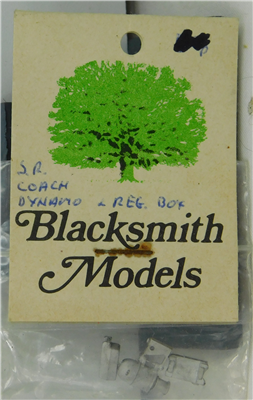 S.R.
COACH
DYNAMO & REG. BOX
Blacksmith
Models